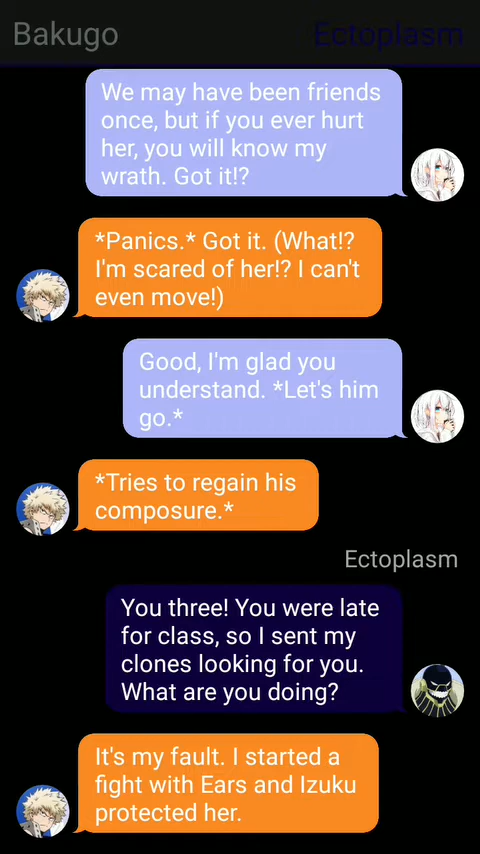 Bakugo
Ectoplasm
We may have been friends
once, but if you ever hurt
her, you will know my
wrath. Got it!?
*Panics.* Got it. (What!?
I'm scared of her!? I can't
even move!)
Good, I'm glad you
understand. *Let's him
go.*
*Tries to regain his
composure.*
Ectoplasm
You three! You were late
for class, so I sent my
clones looking for you.
What are you doing?
It's my fault. I started a
fight with Ears and Izuku
protected her.